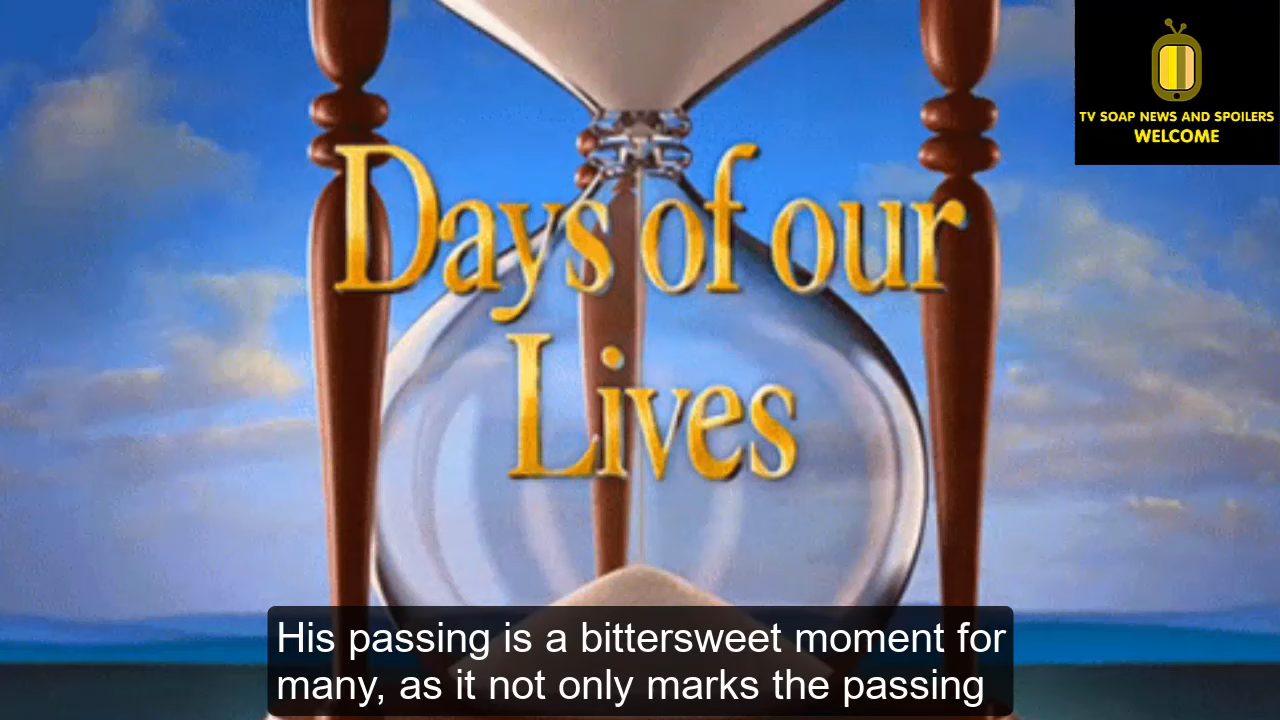 TV SOAP NEWS AND SPOILERS
WELCOME
Days of our
Lives
His passing is a bittersweet moment for
many, as it not only marks the passing